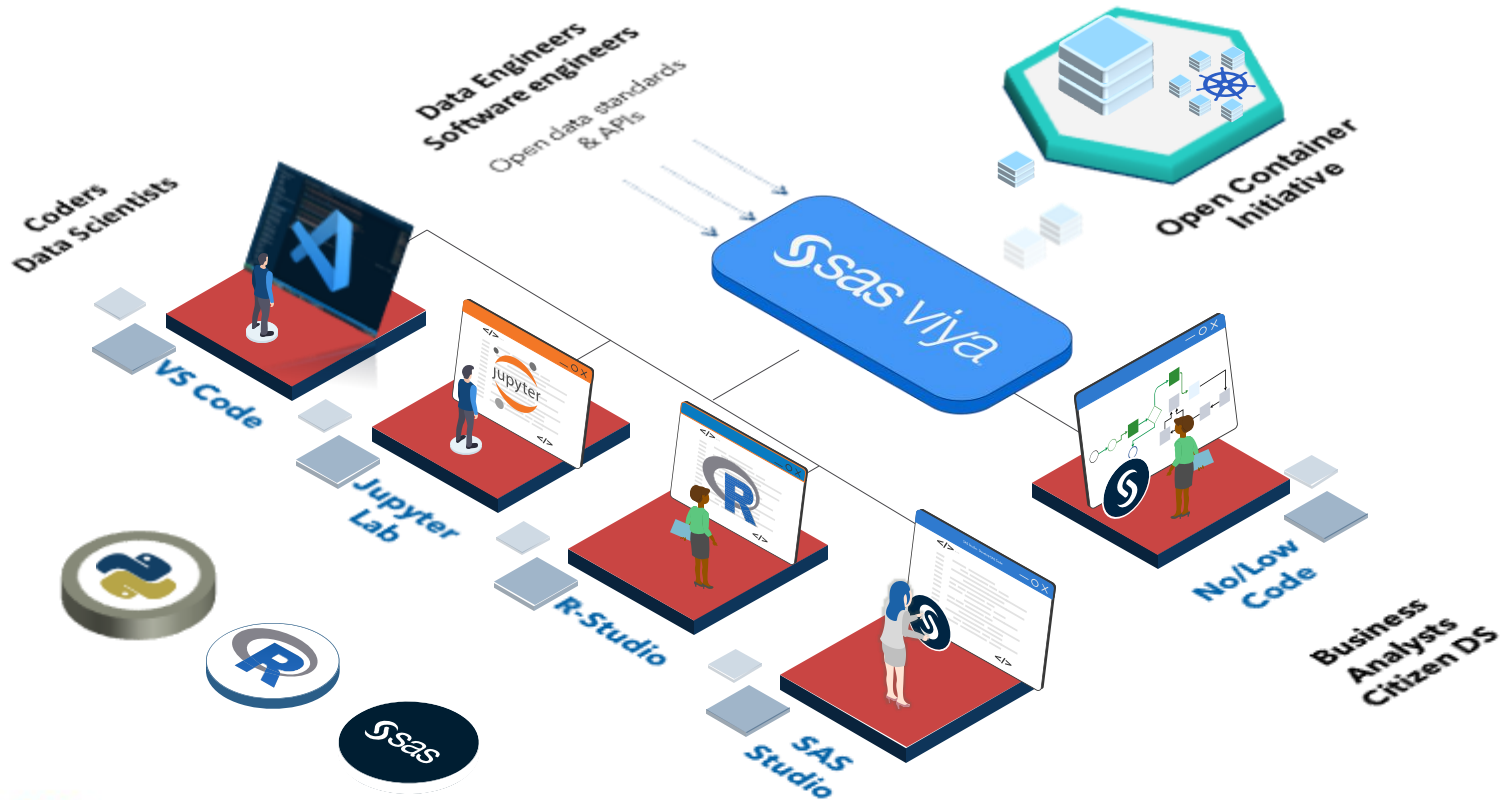 Data Engineers
Software engineers
Open data standards
& APIs
Coders
Data Scientists
Open Container
Initiative
sas viya
VS Code
</>
jupyter
</>
Jupyter
Lab
</>
R
</>
R-Studio
</>
</>
SAS
Studio
No/Low
Code
Business
Analysts
Citizen DS
R
sas